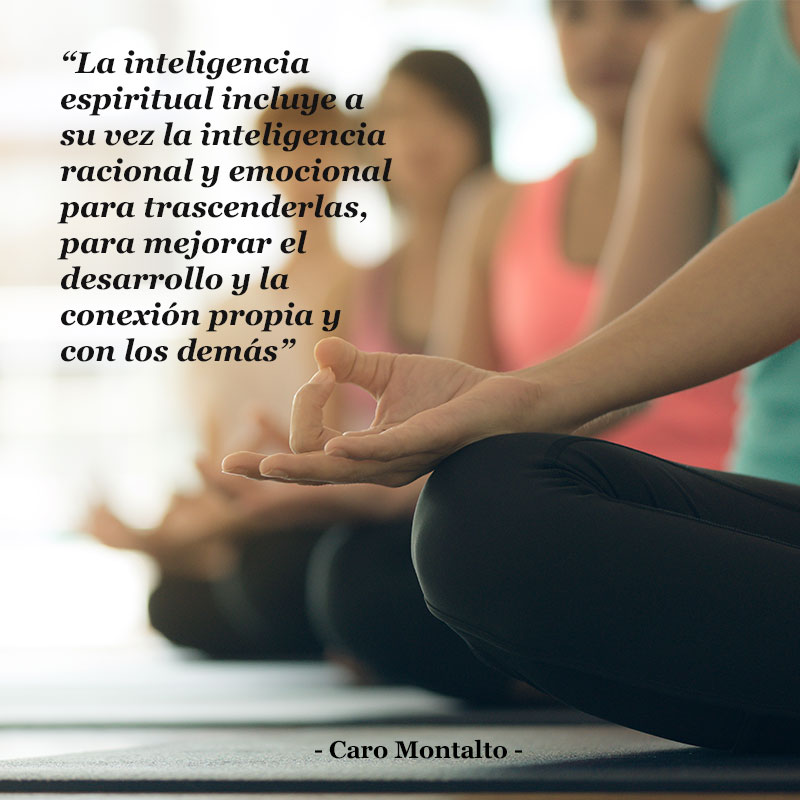 “La inteligencia
espiritual incluye a
su vez la inteligencia
racional y emocional
para trascenderlas,
para mejorar el
desarrollo y la
conexión propia y
con los demás”
- Caro Montalto -